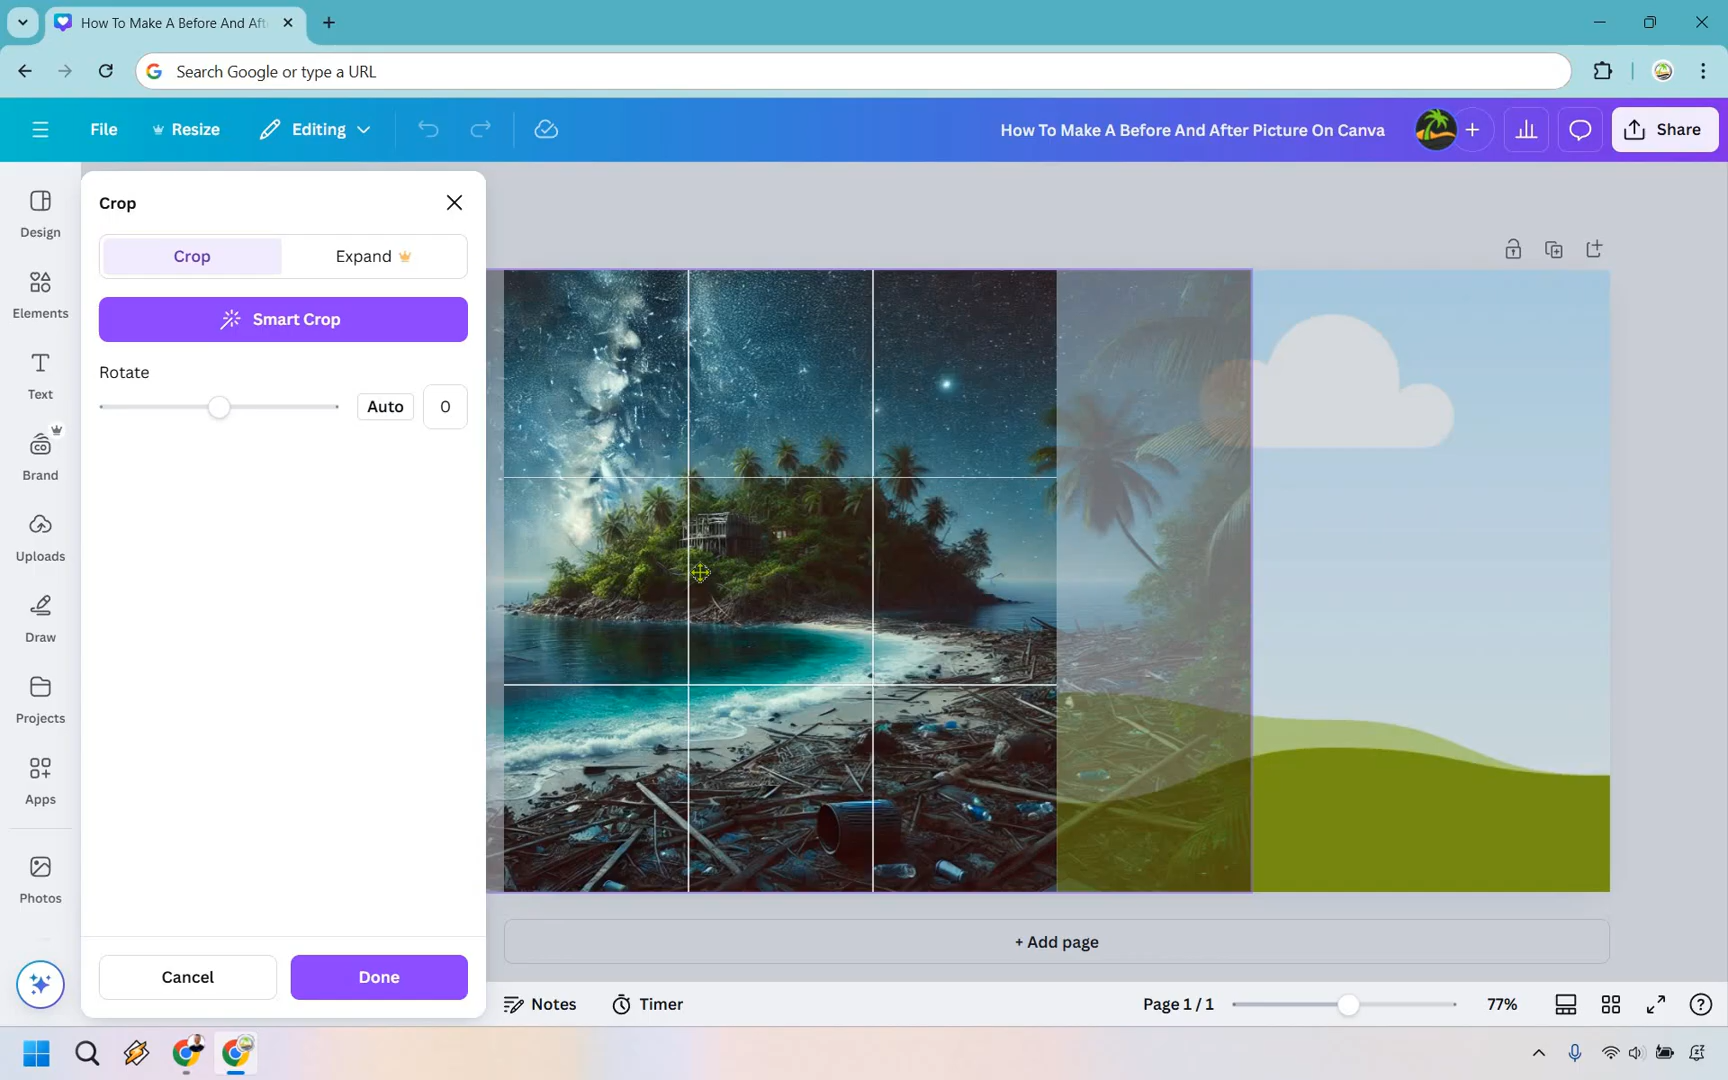 How To Make A Before And Aft
Search Google or type a URL
File
Resize
Editing
How To Make A Before And After Picture On Canva
Share
Design
Elements
Text
Brand
Uploads
Draw
Projects
Apps
Photos
Crop
Crop
Expand
Smart Crop
Rotate
Auto
0
Cancel
Done
+ Add page
Notes
Timer
Page 1 / 1
77%